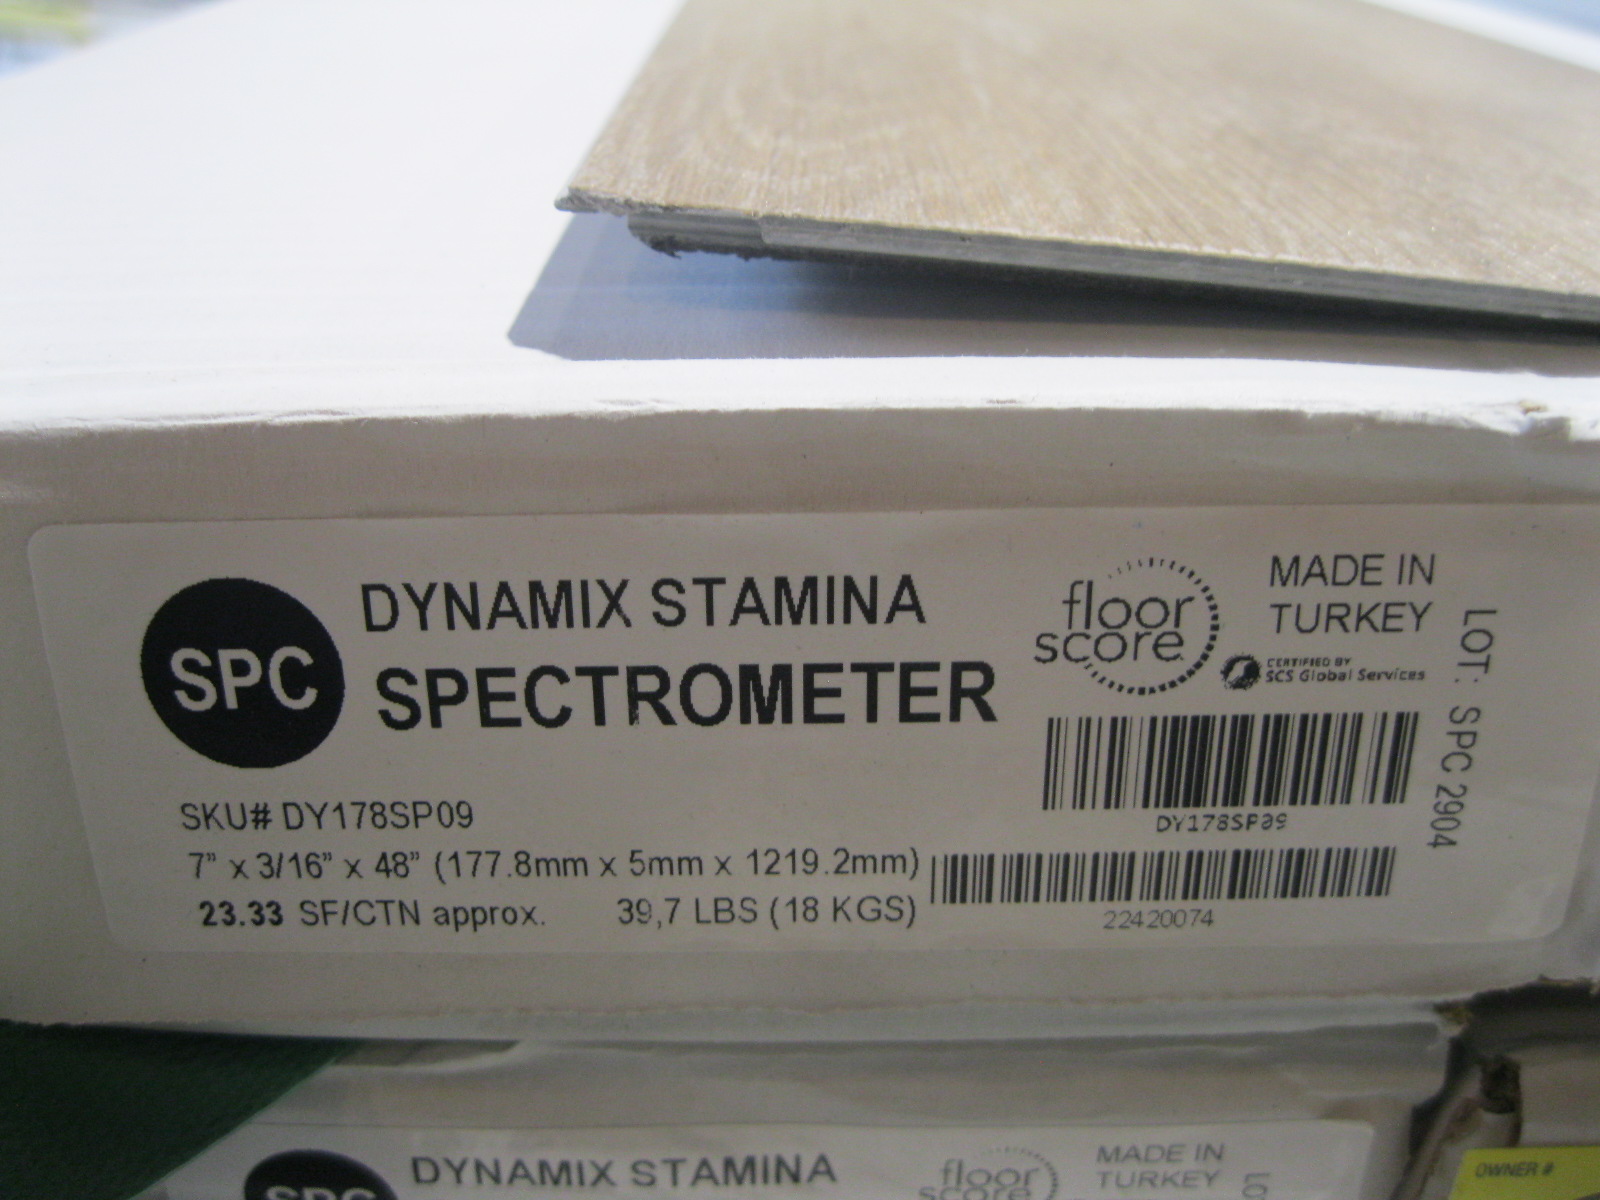 SPC
DYNAMIX STAMINA
SPECTROMETER
SKU# DY178SP09
7” x 3/16” x 48” (177.8mm x 5mm x 1219.2mm)
23.33 SF/CTN approx. 39,7 LBS (18 KGS)
floor
score
MADE IN
TURKEY
CERTIFIED BY
SCS Global Services
DY178SP09
22420074
LOT: SPC 2904
SPC
DYNAMIX STAMINA
floor
score
MADE IN
TURKEY
LO
OWNER #